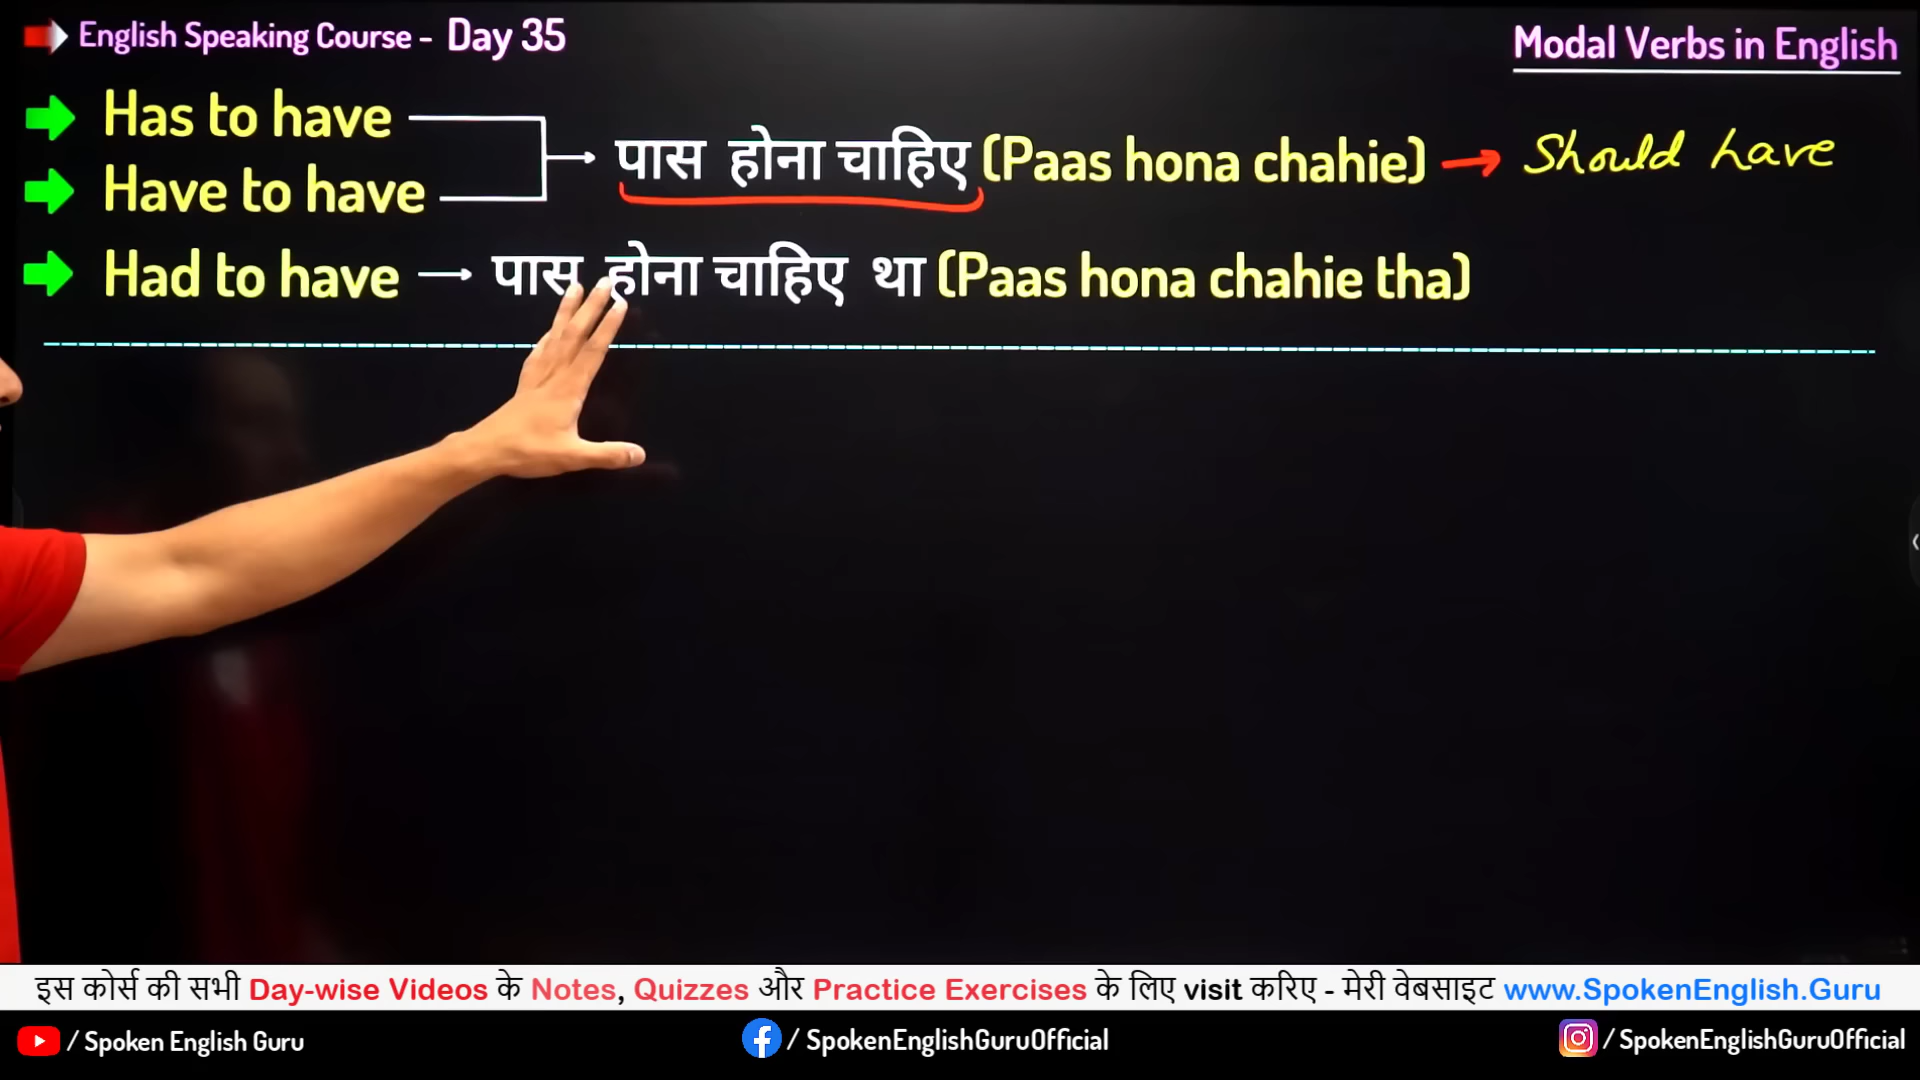 English Speaking Course - Day 35
Modal Verbs in English
Has to have
Have to have
पास होना चाहिए (Paas hona chahie) → Should have
Had to have → पास होना चाहिए था (Paas hona chahie tha)
इस कोर्स की सभी Day-wise Videos के Notes, Quizzes और Practice Exercises के लिए visit करिए - मेरी वेबसाइट www.SpokenEnglish.Guru
/ Spoken English Guru
/ SpokenEnglishGuruOfficial
/ SpokenEnglishGuruOfficial